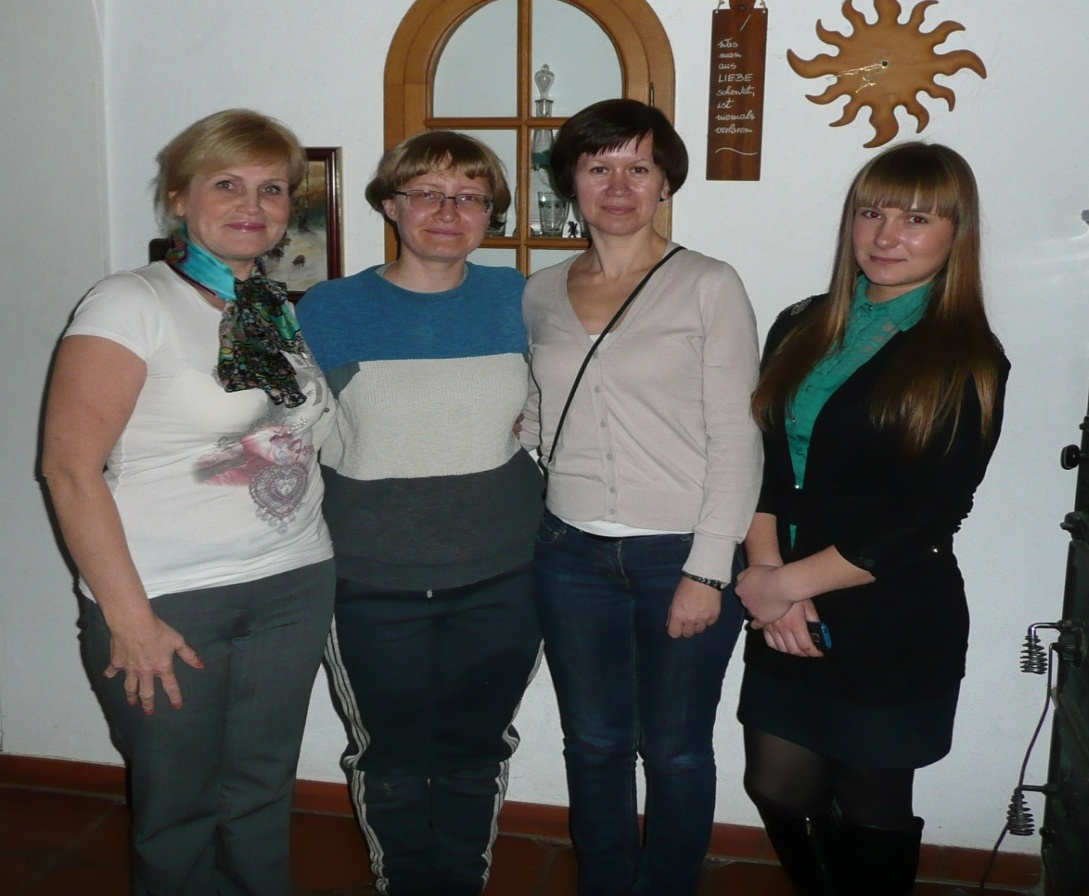 Was
man
aus
LIEBE
schenkt,
ist
niemals
verloren